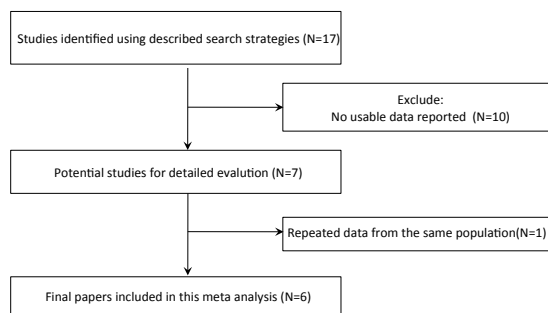 Studies identified using described search strategies (N=17)
Exclude:
No usable data reported  (N=10)
Potential studies for detailed evalution (N=7)
Repeated data from the same population(N=1)
Final papers included in this meta analysis (N=6)